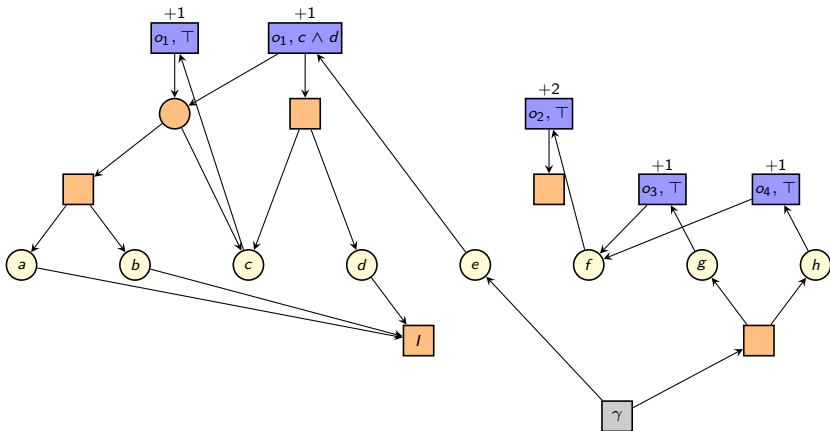 +1 +1
o₁, ⊤ o₁, c ∧ d
+2
o₂, ⊤
+1 +1
o₃, ⊤ o₄, ⊤
a b c d e f g h
I
γ